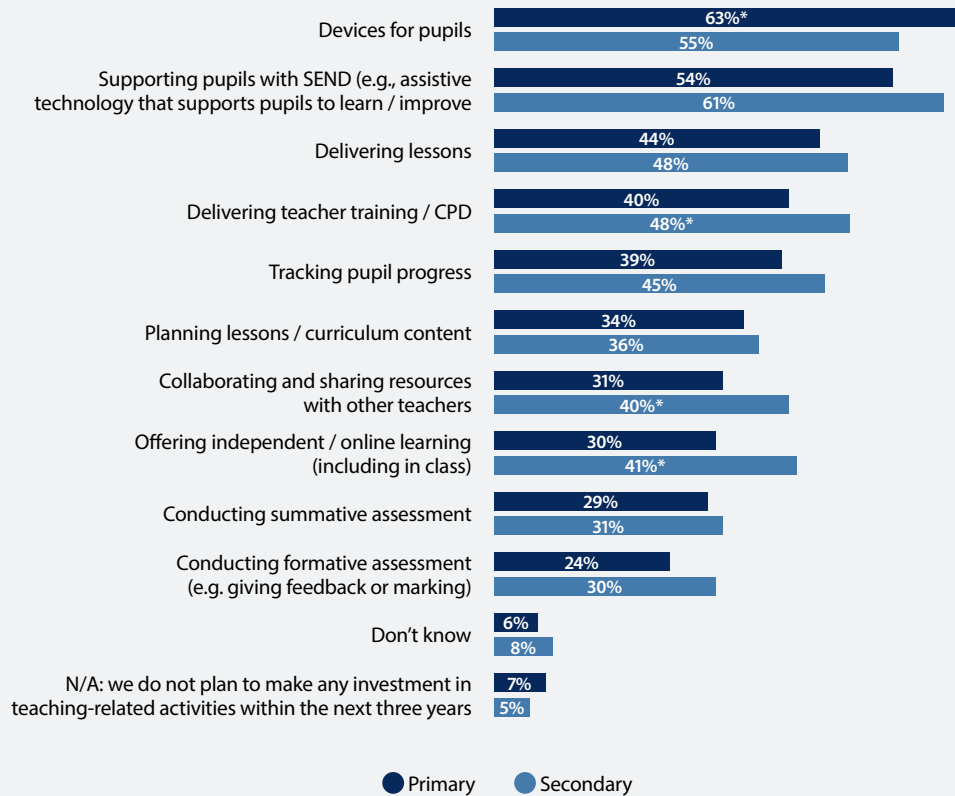 Devices for pupils
63%*
55%
Supporting pupils with SEND (e.g., assistive
technology that supports pupils to learn / improve
54%
61%
Delivering lessons
44%
48%
Delivering teacher training / CPD
40%
48%*
Tracking pupil progress
39%
45%
Planning lessons / curriculum content
34%
36%
Collaborating and sharing resources
with other teachers
31%
40%*
Offering independent / online learning
(including in class)
30%
41%*
Conducting summative assessment
29%
31%
Conducting formative assessment
(e.g. giving feedback or marking)
24%
30%
Don't know
6%
8%
N/A: we do not plan to make any investment in
teaching-related activities within the next three years
7%
5%
Primary
Secondary